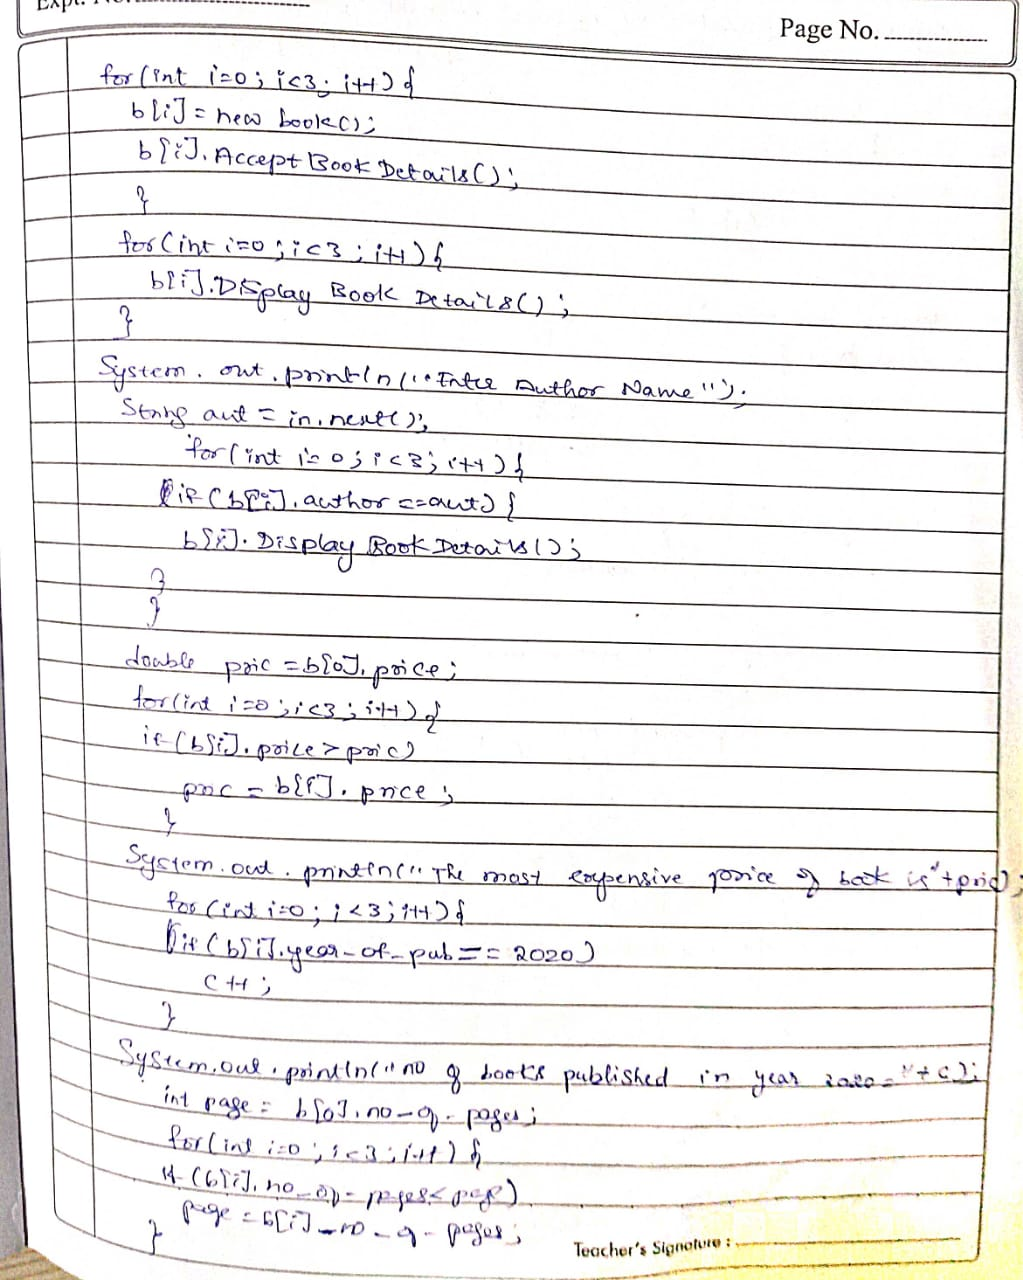 Expt. No.
Page No.
for(int i=0; i<3; i++){
b[i] = new book();
b[i].Accept Book Details();
}
for(int i=0; i<3; i++){
b[i].Display Book Details();
}
System.out.println("Enter Author Name");
String aut = in.next();
for(int i=0; i<3; i++){
if(b[i].author==aut){
b[i].Display Book Details();
}
}
double pric =b[0].price;
for(int i=0; i<3; i++){
if(b[i].price>pric)
pric = b[i].price;
}
System.out.println("The most expensive price of book is"+pric);
for(int i=0; i<3; i++){
if(b[i].year-of-pub==2020)
c++;
}
System.out.println("no of books published in year 2020="+c);
int page = b[0].no-of-pages;
for(int i=0; i<3; i++){
if(b[i].no-of-pages<page)
page = b[i]-no-of-pages;
}
Teacher's Signature :